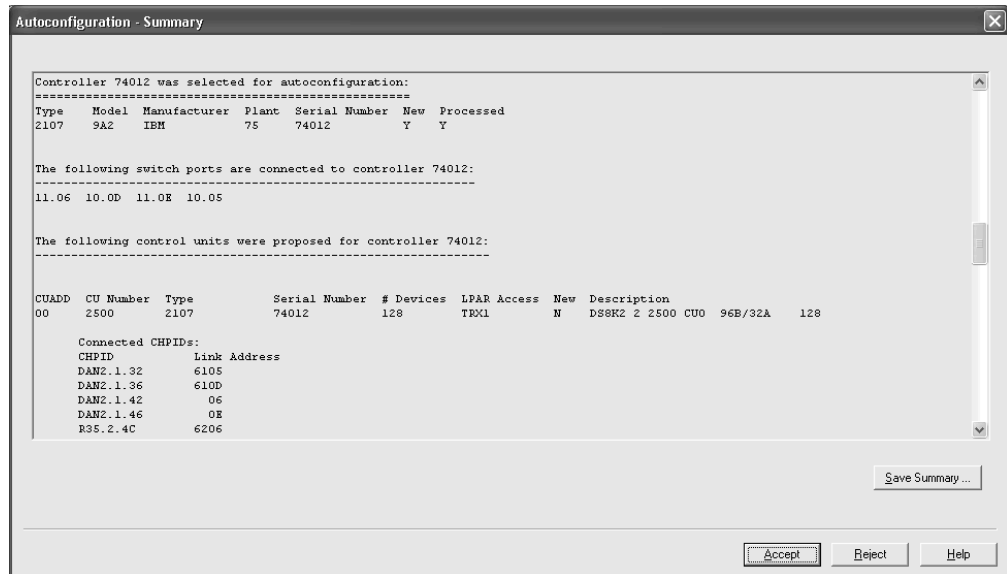 Autoconfiguration - Summary
Controller 74012 was selected for autoconfiguration:
====================================================
Type Model Manufacturer Plant Serial Number New Processed
2107 9A2 IBM 75 74012 Y Y
The following switch ports are connected to controller 74012:
-------------------------------------------------------------
11.06 10.0D 11.0E 10.05
The following control units were proposed for controller 74012:
---------------------------------------------------------------
CUADD CU Number Type Serial Number # Devices LPAR Access New Description
00 2500 2107 74012 128 TRX1 N DS8K2 2 2500 CU0 96B/32A 128
Connected CHPIDs:
CHPID Link Address
DAN2.1.32 6105
DAN2.1.36 610D
DAN2.1.42 06
DAN2.1.46 0E
R35.2.4C 6206
Save Summary ...
Accept Reject Help